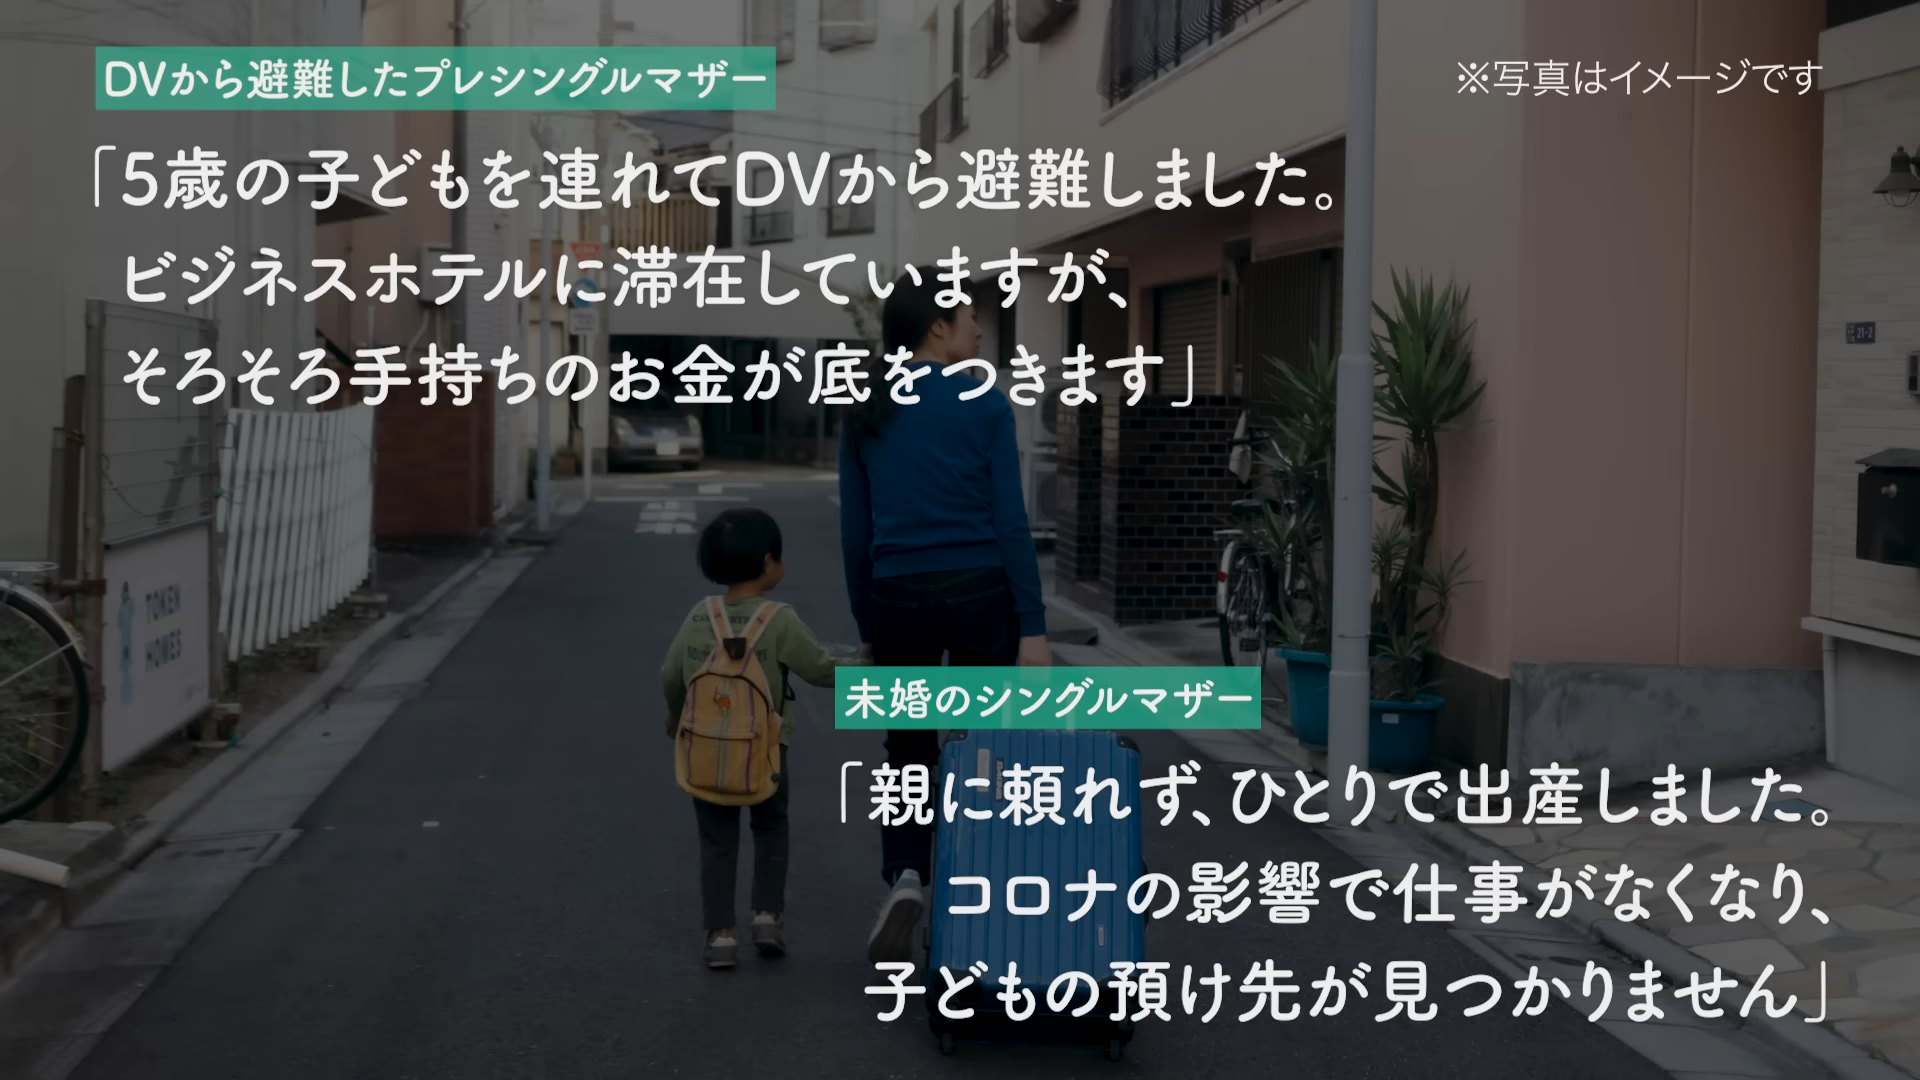 DVから避難したプレシングルマザー
※写真はイメージです
「5歳の子どもを連れてDVから避難しました。
ビジネスホテルに滞在していますが、
そろそろ手持ちのお金が底をつきます」
TOKEN
HOMES
21-2
未婚のシングルマザー
「親に頼れず、ひとりで出産しました。
コロナの影響で仕事がなくなり、
子どもの預け先が見つかりません」